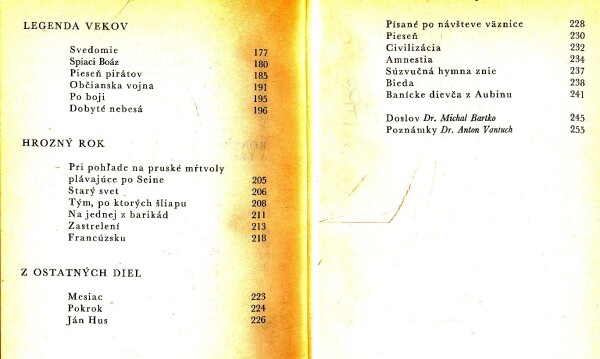 LEGENDA VEKOV
Svedomie 177
Spiaci Boáz 180
Pieseň pirátov 185
Občianska vojna 191
Po boji 195
Dobyté nebesá 196
HROZNÝ ROK
Pri pohľade na pruské mŕtvoly
plávajúce po Seine 205
Starý svet 206
Tým, po ktorých šliapu 208
Na jednej z barikád 211
Zastrelení 213
Francúzsku 218
Z OSTATNÝCH DIEL
Mesiac 223
Pokrok 224
Ján Hus 226
Písané po návšteve väznice 228
Pieseň 230
Civilizácia 232
Amnestia 234
Súzvučná hymna znie 237
Bieda 238
Banícke dievča z Aubinu 241
Doslov Dr. Michal Bartko 245
Poznámky Dr. Anton Vantuch 255